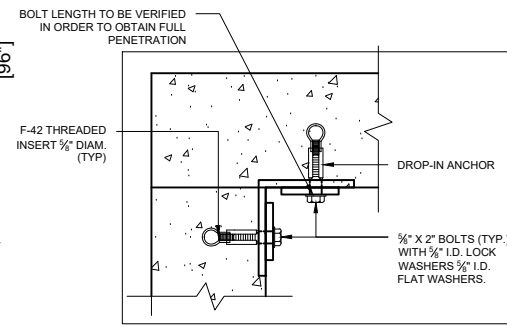 BOLT LENGTH TO BE VERIFIED
IN ORDER TO OBTAIN FULL
PENETRATION
[96"]
F-42 THREADED
INSERT ⅝" DIAM.
(TYP)
DROP-IN ANCHOR
⅝" X 2" BOLTS (TYP.)
WITH ⅝" I.D. LOCK
WASHERS ⅝" I.D.
FLAT WASHERS.